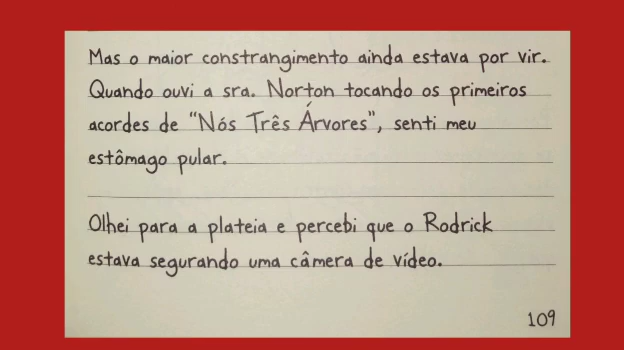 Mas o maior constrangimento ainda estava por vir.
Quando ouvi a sra. Norton tocando os primeiros
acordes de "Nós Três Árvores", senti meu
estômago pular.
Olhei para a plateia e percebi que o Rodrick
estava segurando uma câmera de vídeo.
109